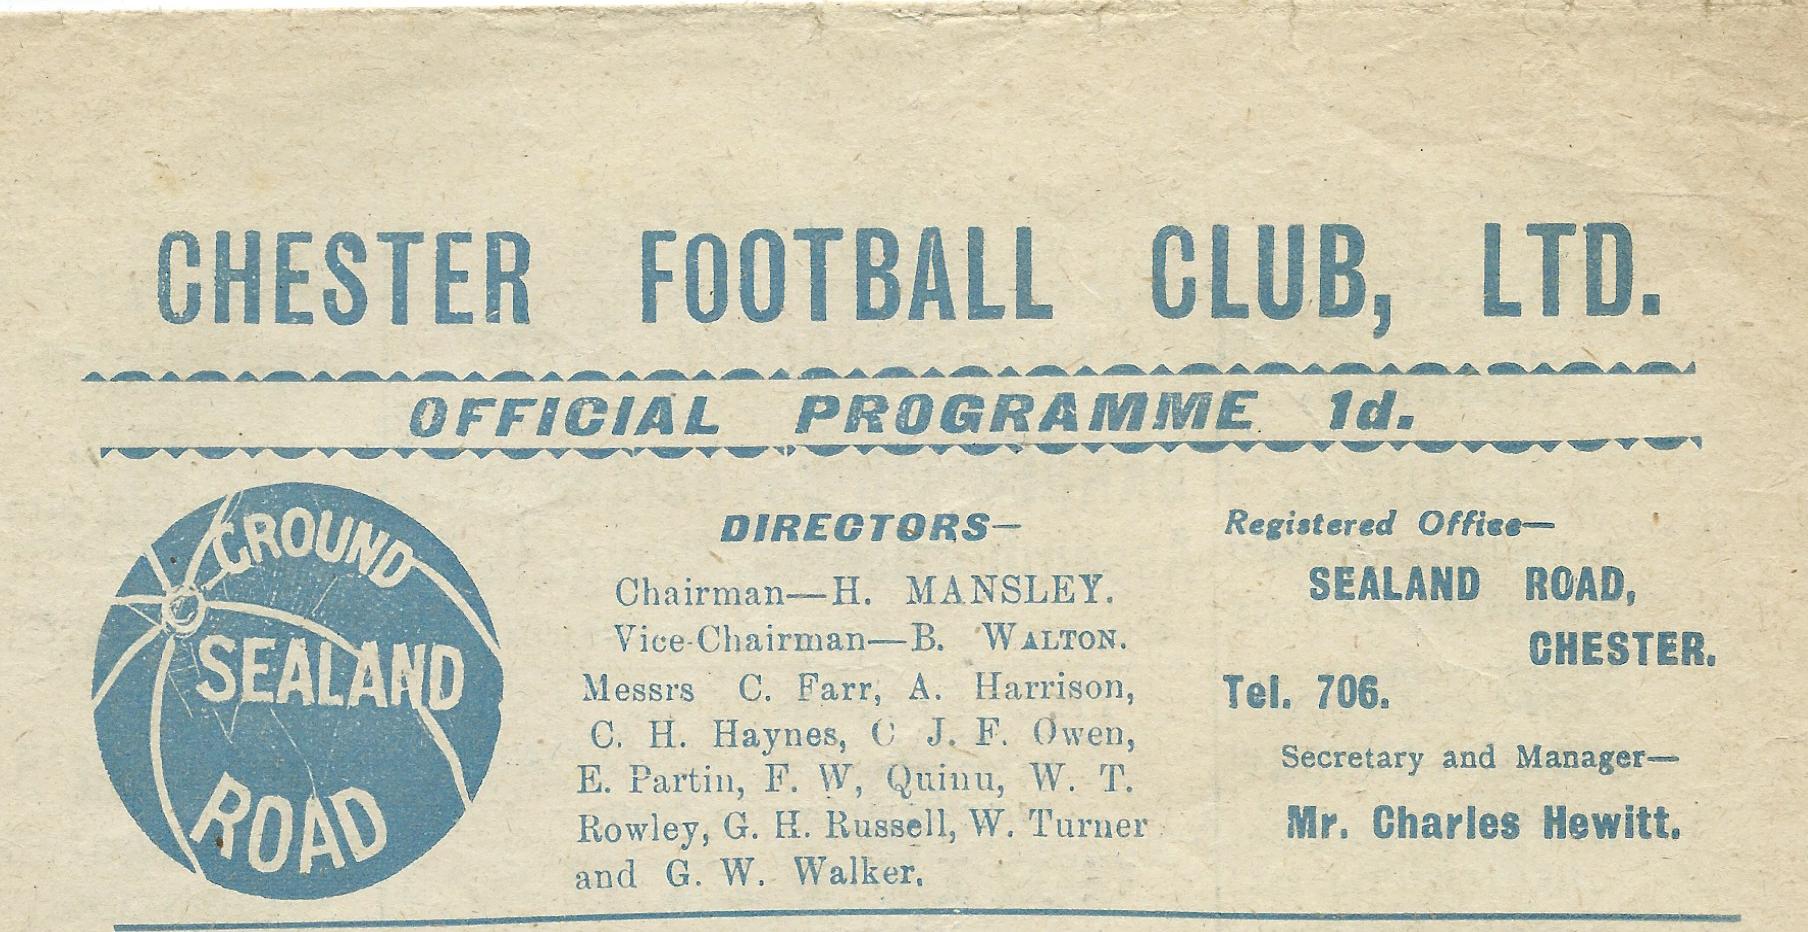 CHESTER FOOTBALL CLUB, LTD.
OFFICIAL PROGRAMME 1d.
GROUND
SEALAND
ROAD
DIRECTORS—
Chairman—H. MANSLEY.
Vice-Chairman—B. WALTON.
Messrs C. Farr, A. Harrison,
C. H. Haynes, C J. F. Owen,
E. Partin, F. W, Quinu, W. T.
Rowley, G. H. Russell, W. Turner
and G. W. Walker.
Registered Office—
SEALAND ROAD,
CHESTER.
Tel. 706.
Secretary and Manager—
Mr. Charles Hewitt.